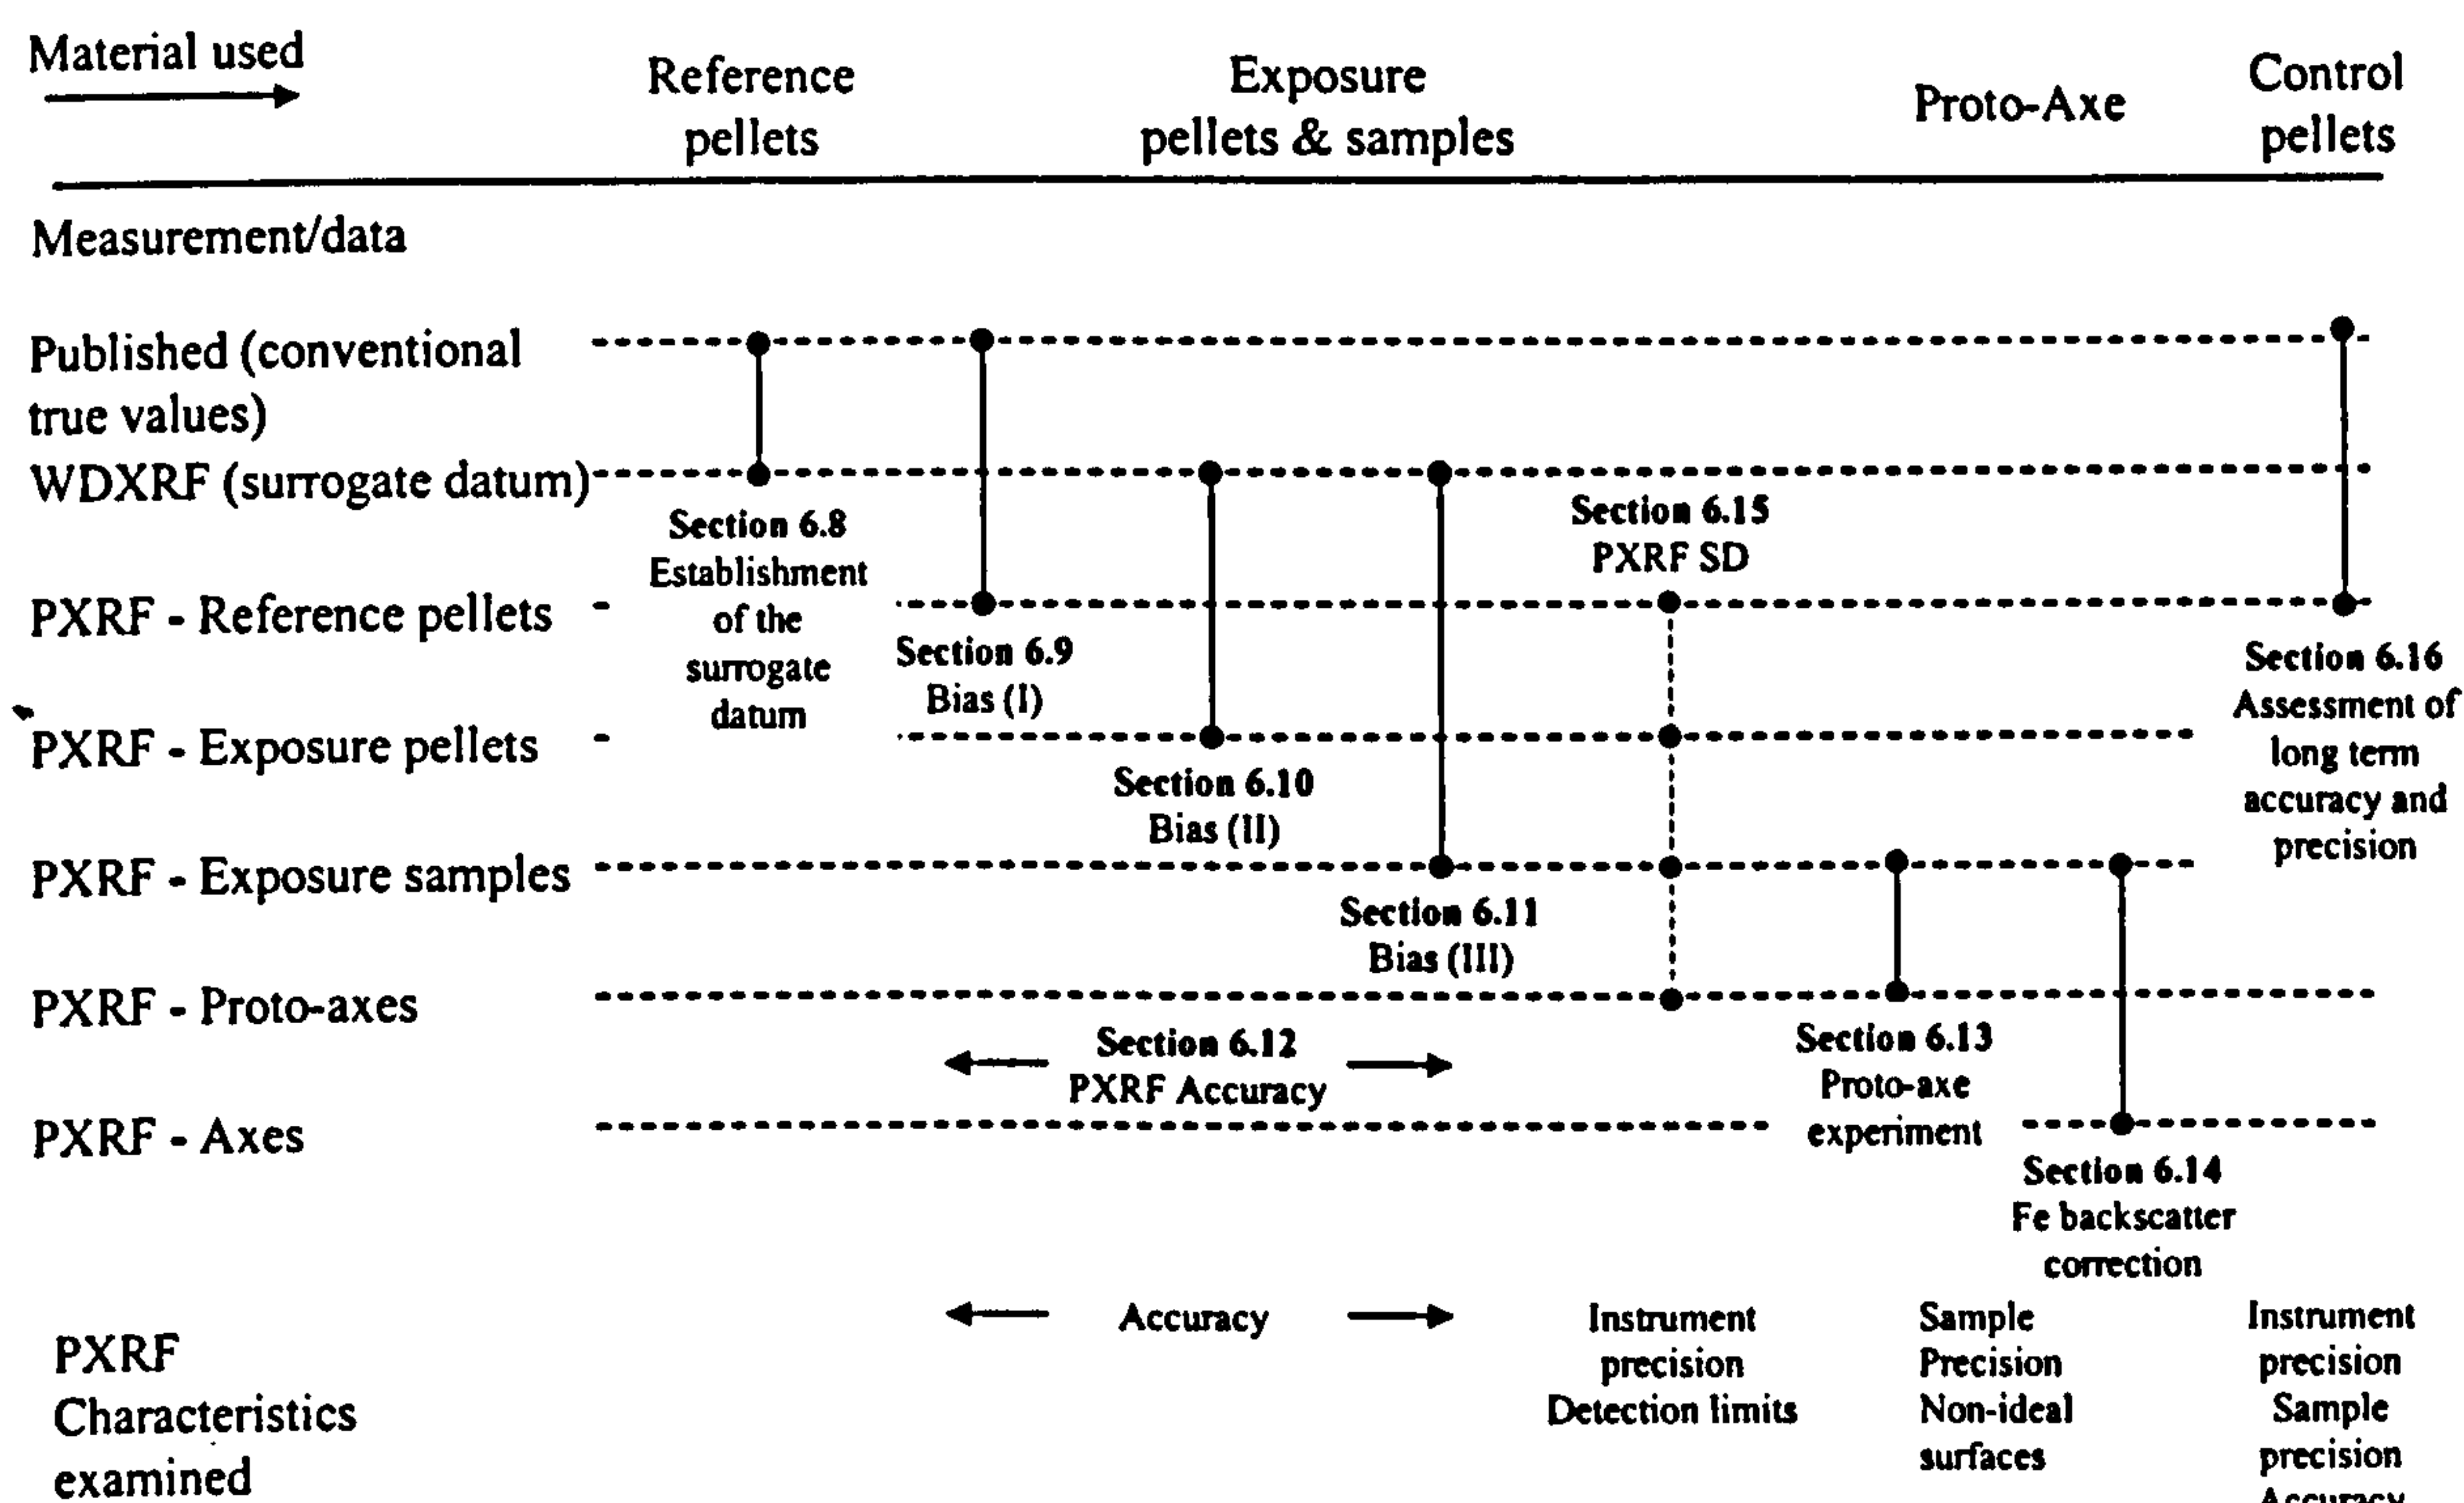 Material used
Reference
pellets
Exposure
pellets & samples
Proto-Axe
Control
pellets
Measurement/data
Published (conventional
true values)
WDXRF (surrogate datum)
Section 6.8
Establishment
of the
surrogate
datum
Section 6.15
PXRF SD
PXRF - Reference pellets
Section 6.9
Bias (I)
Section 6.16
Assessment of
long term
accuracy and
precision
PXRF - Exposure pellets
Section 6.10
Bias (II)
PXRF - Exposure samples
Section 6.11
Bias (III)
PXRF - Proto-axes
Section 6.12
PXRF Accuracy
Section 6.13
Proto-axe
experiment
PXRF - Axes
Section 6.14
Fe backscatter
correction
PXRF
Characteristics
examined
Accuracy
Instrument
precision
Detection limits
Sample
Precision
Non-ideal
surfaces
Instrument
precision
Sample
precision
Accuracy